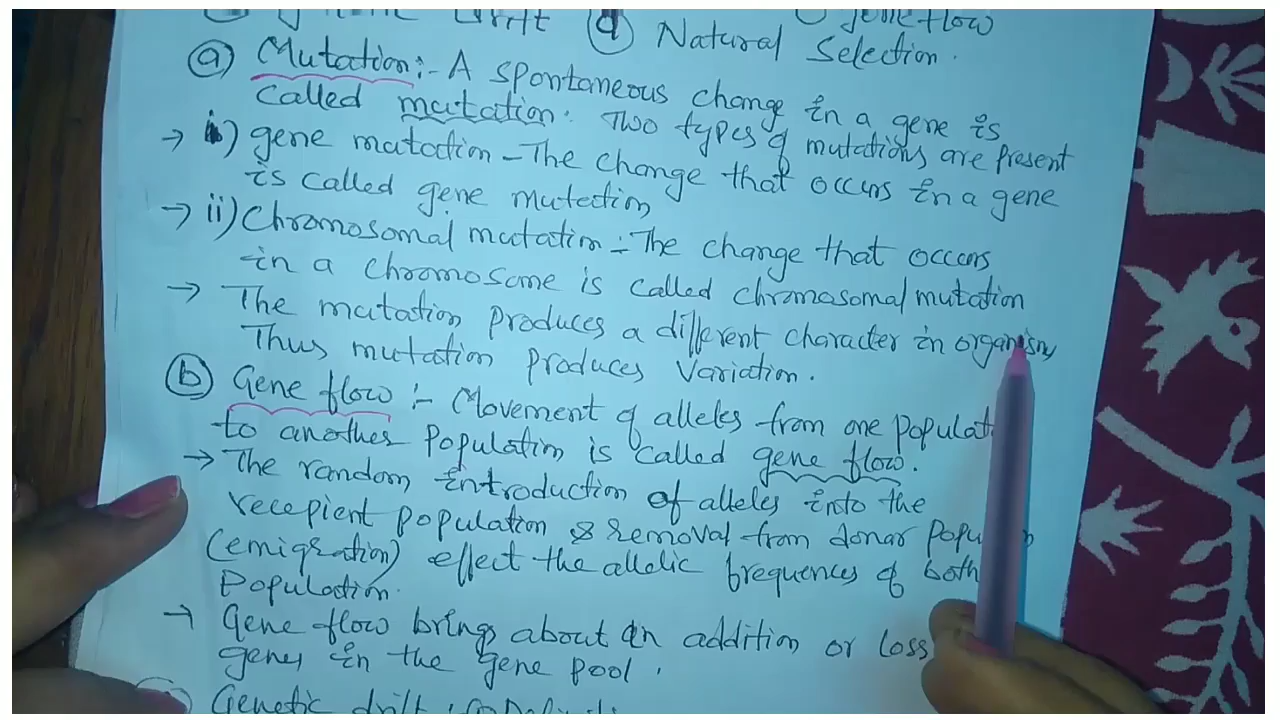 Drift (d) Natural Selection. gene flow
(a) Mutation:- A spontaneous change in a gene is
called mutation. Two types of mutations are present
→ i) gene mutation - The change that occurs in a gene
is called gene mutation
→ ii) Chromosomal mutation - The change that occurs
in a chromosome is called chromosomal mutation
→ The mutation produces a different character in organism
Thus mutation produces variation.
(b) Gene flow :- Movement of alleles from one populat
to another population is called gene flow.
→ The random introduction of alleles into the
recepient population & removal from donar Popu
(emigration) effect the allelic frequences of both
Population.
→ Gene flow brings about an addition or loss
genes in the gene pool.
Genetic drift :